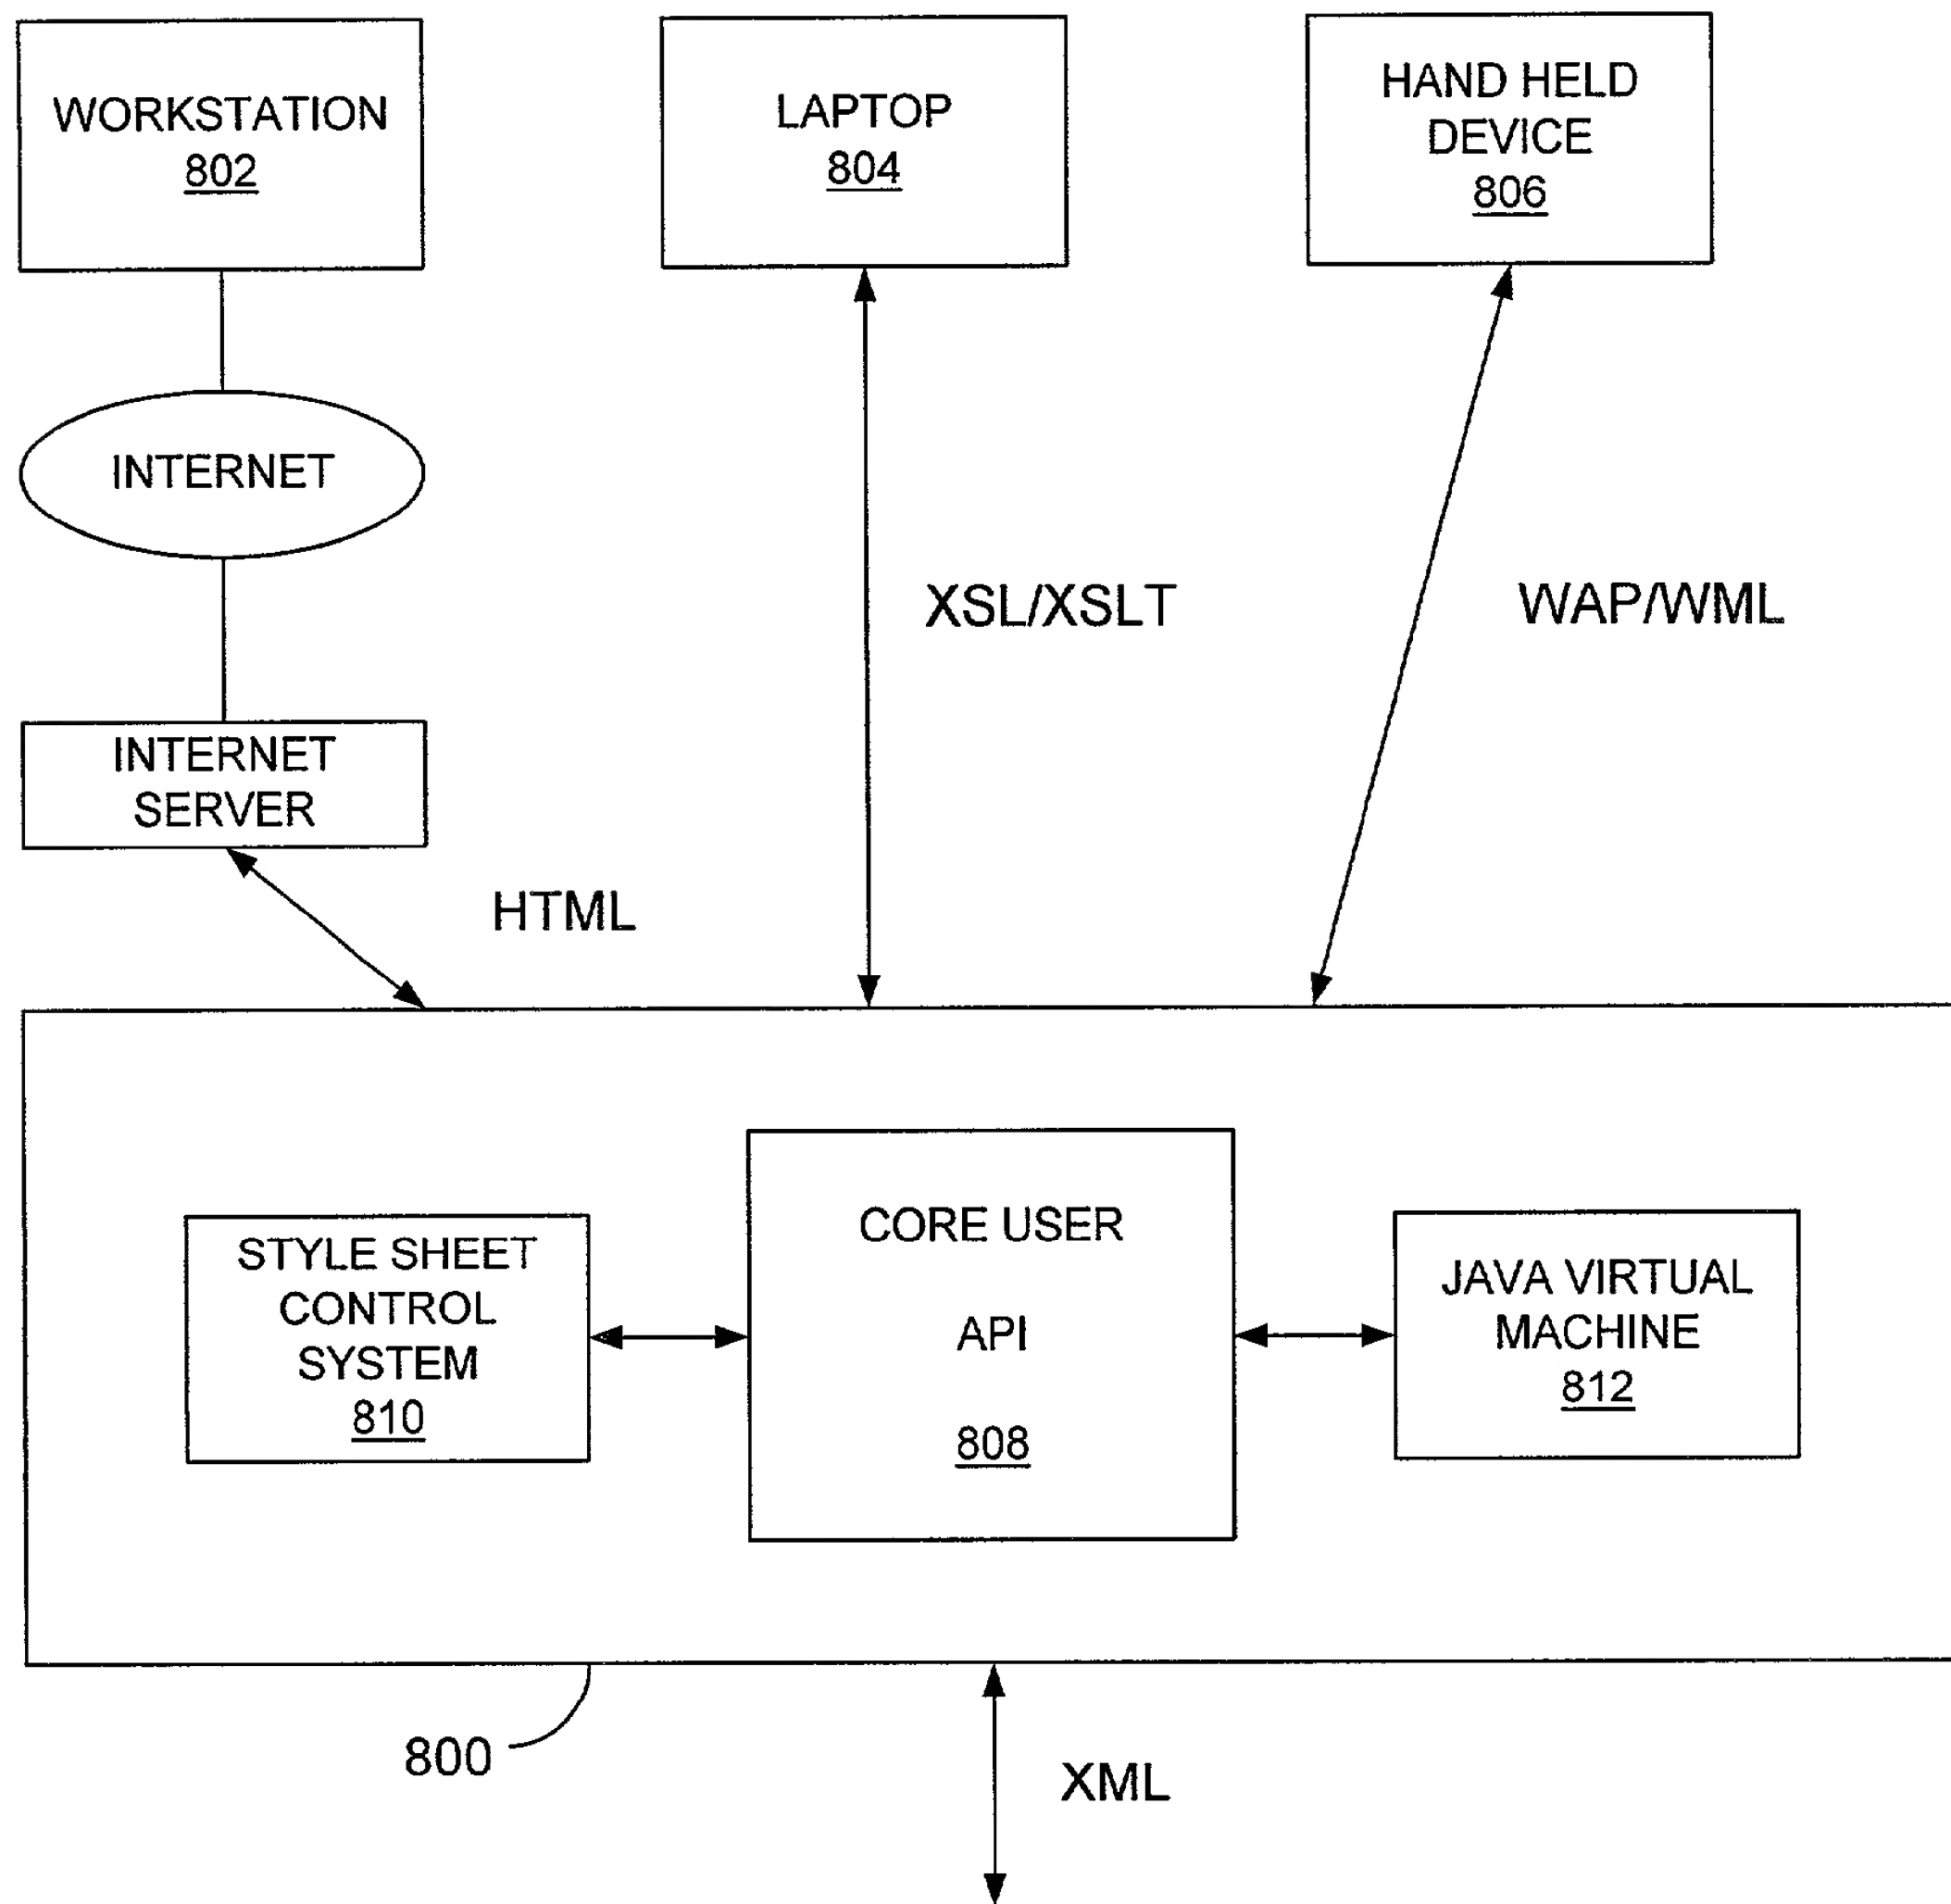 WORKSTATION
802
LAPTOP
804
HAND HELD
DEVICE
806
INTERNET
XSL/XSLT
WAP/WML
INTERNET
SERVER
HTML
STYLE SHEET
CONTROL
SYSTEM
810
CORE USER
API
808
JAVA VIRTUAL
MACHINE
812
800
XML